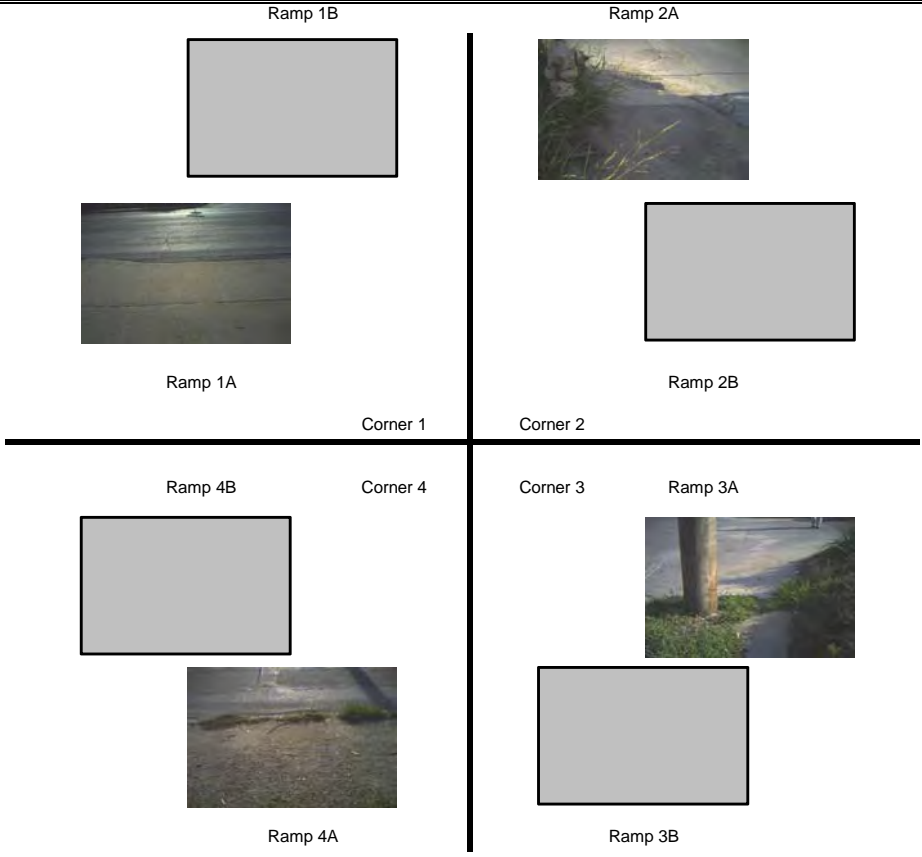 Ramp 1B Ramp 2A
Ramp 1A Ramp 2B
Corner 1 Corner 2
Ramp 4B Corner 4 Corner 3 Ramp 3A
Ramp 4A Ramp 3B